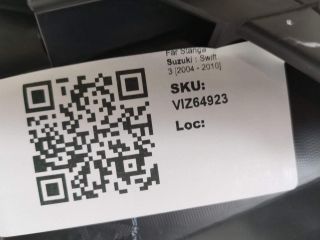 Far Stanga
Suzuki : Swift
3 [2004 - 2010]
SKU:
VIZ64923
Loc: